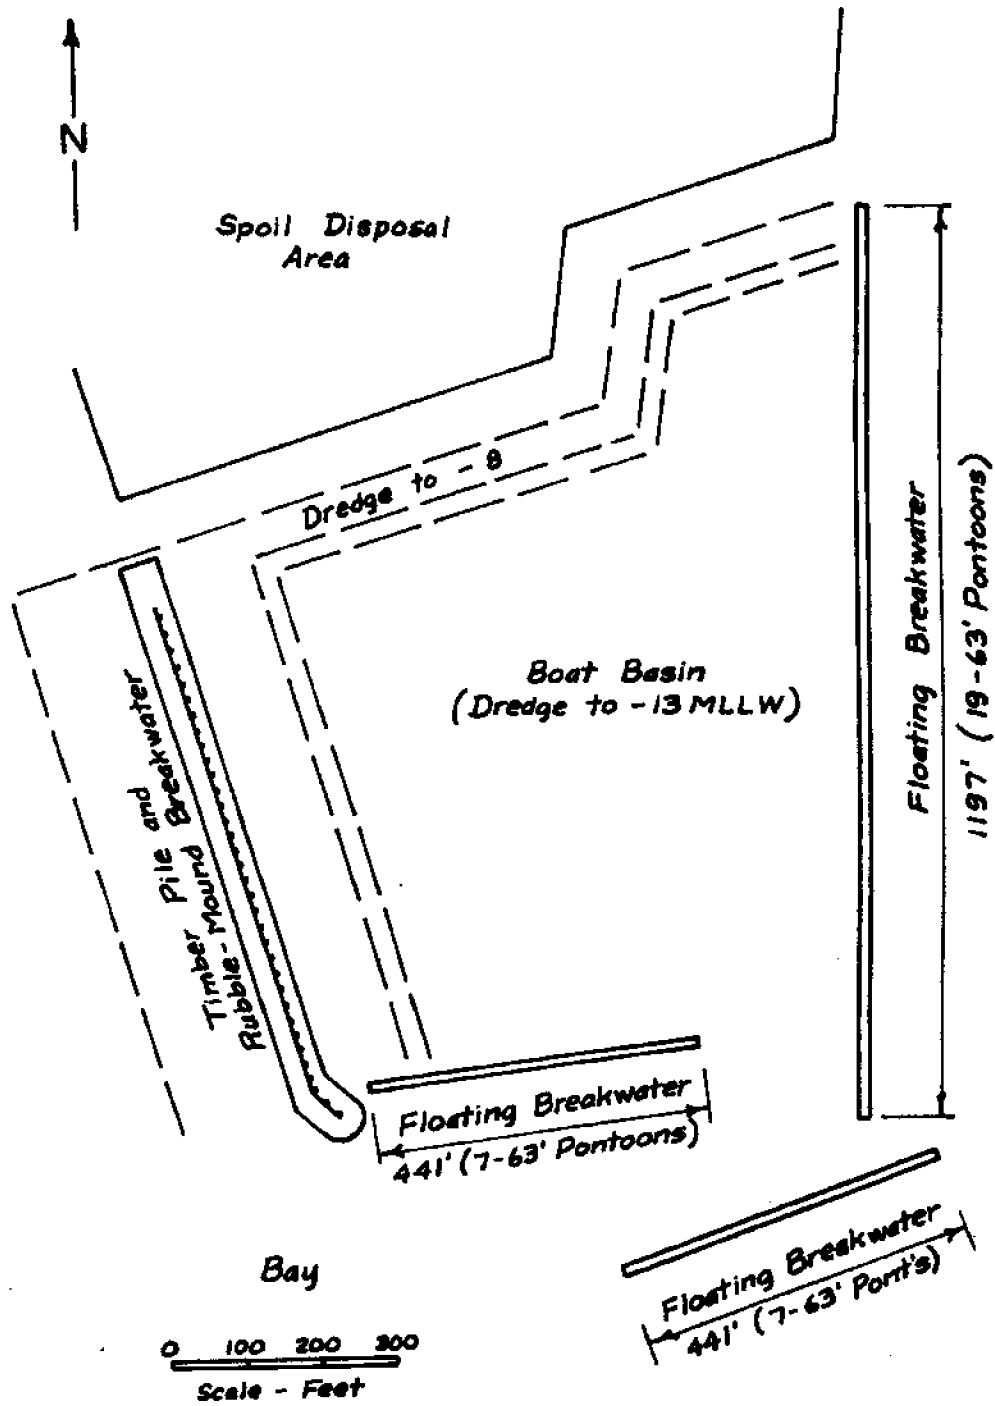 N
Spoil Disposal
Area
Dredge to - 8
Boat Basin
(Dredge to -13 MLLW)
Timber Pile and
Rubble-Mound Breakwater
Floating Breakwater
1197' (19-63' Pontoons)
Floating Breakwater
441' (7-63' Pontoons)
Floating Breakwater
441' (7-63' Pont's)
Bay
0 100 200 300
Scale - Feet